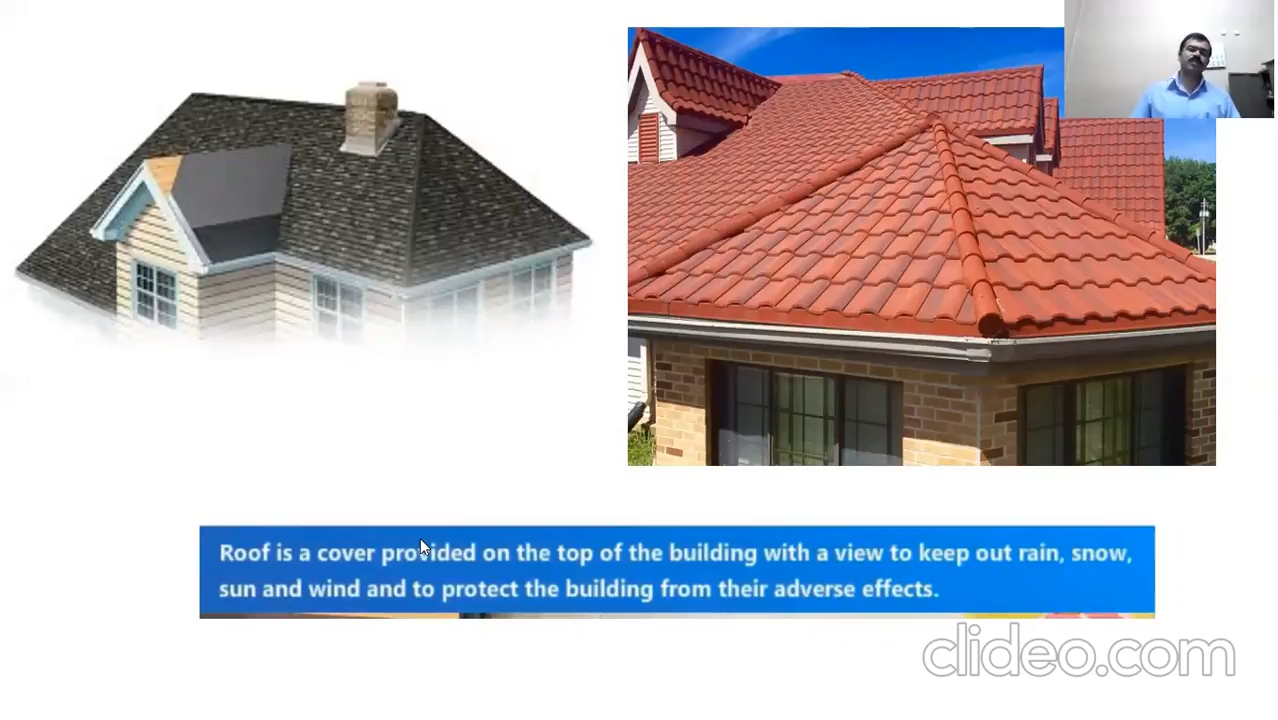 Roof is a cover provided on the top of the building with a view to keep out rain, snow,
sun and wind and to protect the building from their adverse effects.
clideo.com